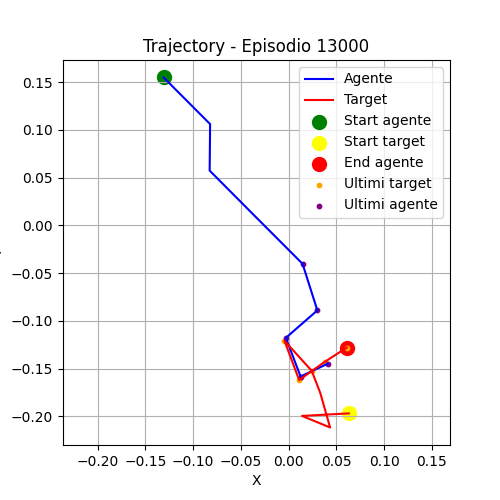 Trajectory - Episodio 13000
Agente
Target
Start agente
Start target
End agente
Ultimi target
Ultimi agente
0.15
0.10
0.05
0.00
−0.05
−0.10
−0.15
−0.20
−0.20
−0.15
−0.10
−0.05
0.00
0.05
0.10
0.15
X